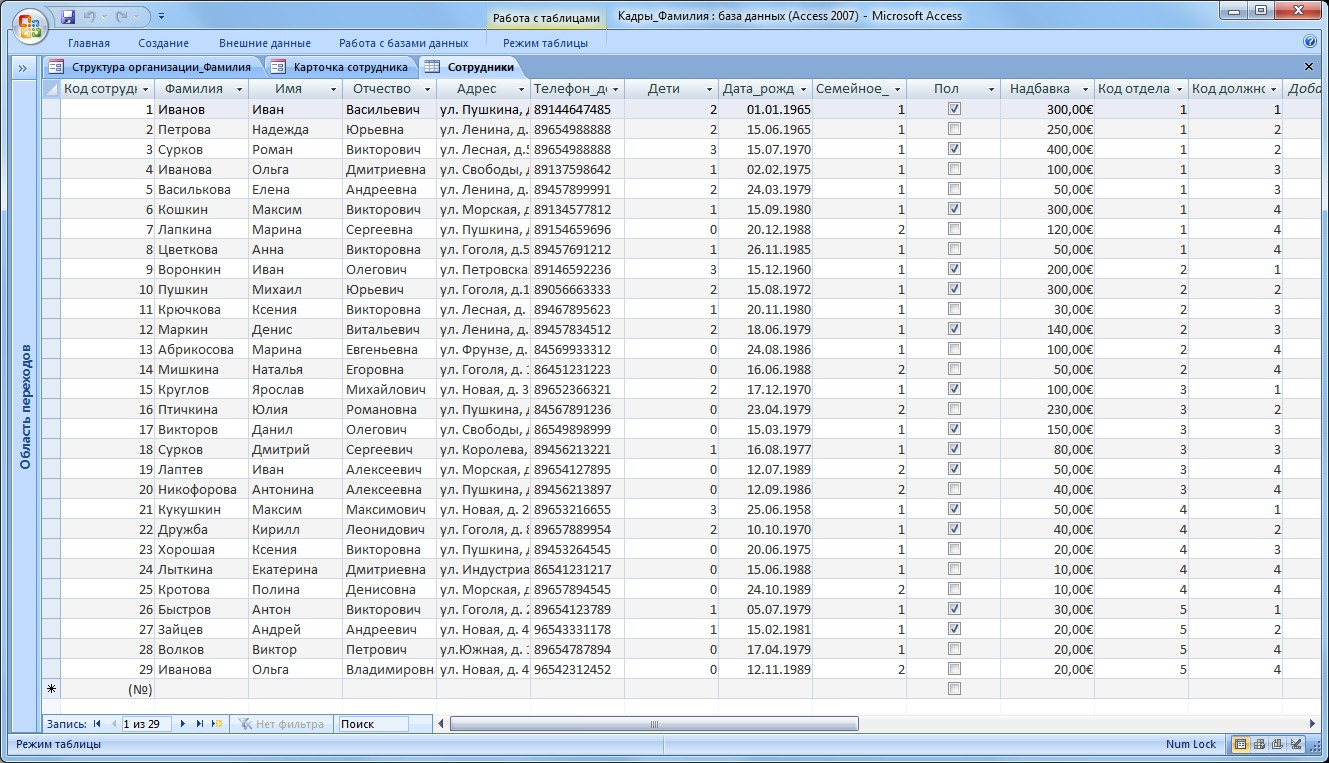 Работа с таблицами Кадры_Фамилия : база данных (Access 2007) - Microsoft Access
Главная Создание Внешние данные Работа с базами данных Режим таблицы
» Структура организации_Фамилия Карточка сотрудника Сотрудники
Код сотрудн Фамилия Имя Отчество Адрес Телефон_до Дети Дата_рожд Семейное_ Пол Надбавка Код отдела Код должно Доба
1 Иванов Иван Васильевич ул. Пушкина, д 89144647485 2 01.01.1965 1 300,00€ 1 1
2 Петрова Надежда Юрьевна ул. Ленина, д. 89654988888 2 15.06.1965 1 250,00€ 1 2
3 Сурков Роман Викторович ул. Лесная, д.5 89654988888 3 15.07.1970 1 400,00€ 1 2
4 Иванова Ольга Дмитриевна ул. Свободы, д 89137598642 1 02.02.1975 1 100,00€ 1 3
5 Василькова Елена Андреевна ул. Ленина, д. 89457899991 2 24.03.1979 1 50,00€ 1 3
6 Кошкин Максим Викторович ул. Морская, д 89134577812 1 15.09.1980 1 300,00€ 1 4
7 Лапкина Марина Сергеевна ул. Пушкина, д 89154659696 0 20.12.1988 2 120,00€ 1 4
8 Цветкова Анна Викторовна ул. Гоголя, д.5 89457691212 1 26.11.1985 1 50,00€ 1 4
9 Воронкин Иван Олегович ул. Петровска 89146592236 3 15.12.1960 1 200,00€ 2 1
10 Пушкин Михаил Юрьевич ул. Гоголя, д.1 89056663333 2 15.08.1972 1 300,00€ 2 2
11 Крючкова Ксения Викторовна ул. Лесная, д. 89467895623 1 20.11.1980 1 30,00€ 2 3
12 Маркин Денис Витальевич ул. Ленина, д. 89457834512 2 18.06.1979 1 140,00€ 2 3
13 Абрикосова Марина Евгеньевна ул. Фрунзе, д. 84569933312 0 24.08.1986 1 100,00€ 2 4
14 Мишкина Наталья Егоровна ул. Гоголя, д. 1 86451231223 0 16.06.1988 2 50,00€ 2 4
15 Круглов Ярослав Михайлович ул. Новая, д. 3 89652366321 2 17.12.1970 1 100,00€ 3 1
16 Птичкина Юлия Романовна ул. Пушкина, д 84567891236 0 23.04.1979 2 230,00€ 3 2
17 Викторов Данил Олегович ул. Свободы, д 86549898999 0 15.03.1979 1 150,00€ 3 3
18 Сурков Дмитрий Сергеевич ул. Королева, 89456213221 1 16.08.1977 1 80,00€ 3 3
19 Лаптев Иван Алексеевич ул. Морская, д 89654127895 0 12.07.1989 2 50,00€ 3 4
20 Никофорова Антонина Алексеевна ул. Пушкина, д 89456213897 0 12.09.1986 2 40,00€ 3 4
21 Кукушкин Максим Максимович ул. Новая, д. 2 89653216655 3 25.06.1958 1 50,00€ 4 1
22 Дружба Кирилл Леонидович ул. Гоголя, д. 8 89657889954 2 10.10.1970 1 40,00€ 4 2
23 Хорошая Ксения Викторовна ул. Пушкина, д 89453264545 0 20.06.1975 1 20,00€ 4 3
24 Лыткина Екатерина Дмитриевна ул. Индустриа 86541231217 0 15.06.1988 1 10,00€ 4 4
25 Кротова Полина Денисовна ул. Морская, д 89657894545 0 24.10.1989 2 10,00€ 4 4
26 Быстров Антон Викторович ул. Гоголя, д. 2 89654123789 1 05.07.1979 1 30,00€ 5 1
27 Зайцев Андрей Андреевич ул. Новая, д. 4 96543331178 1 15.02.1981 1 20,00€ 5 2
28 Волков Виктор Петрович ул.Южная, д. 1 89654787894 0 17.04.1979 1 20,00€ 5 4
29 Иванова Ольга Владимировн ул. Новая, д. 4 96542312452 0 12.11.1989 2 20,00€ 5 4
(№)
Область переходов
Запись: 1 из 29 Нет фильтра Поиск
Режим таблицы Num Lock